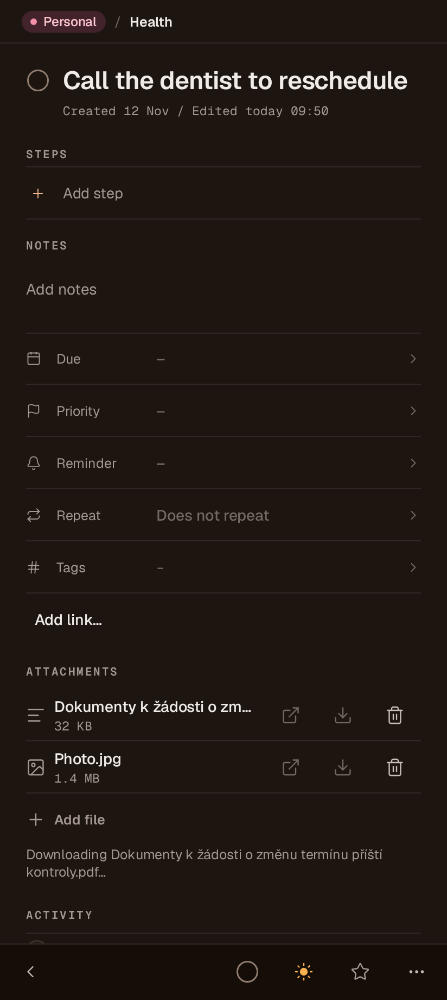 Personal / Health
Call the dentist to reschedule
Created 12 Nov / Edited today 09:50
STEPS
+ Add step
NOTES
Add notes
Due –
Priority –
Reminder –
Repeat Does not repeat
Tags –
Add link…
ATTACHMENTS
Dokumenty k žádosti o zm…
32 KB
Photo.jpg
1.4 MB
+ Add file
Downloading Dokumenty k žádosti o změnu termínu příští
kontroly.pdf…
ACTIVITY